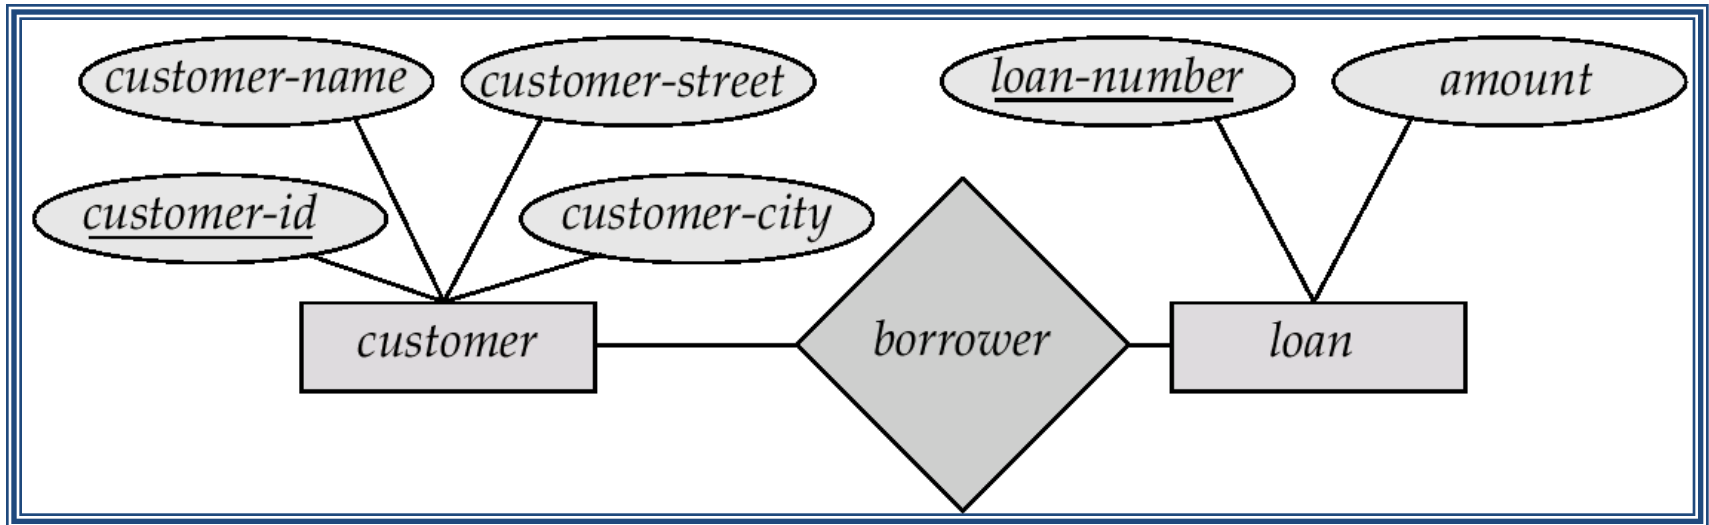 customer-name
customer-street
loan-number
amount
customer-id
customer-city
customer
borrower
loan